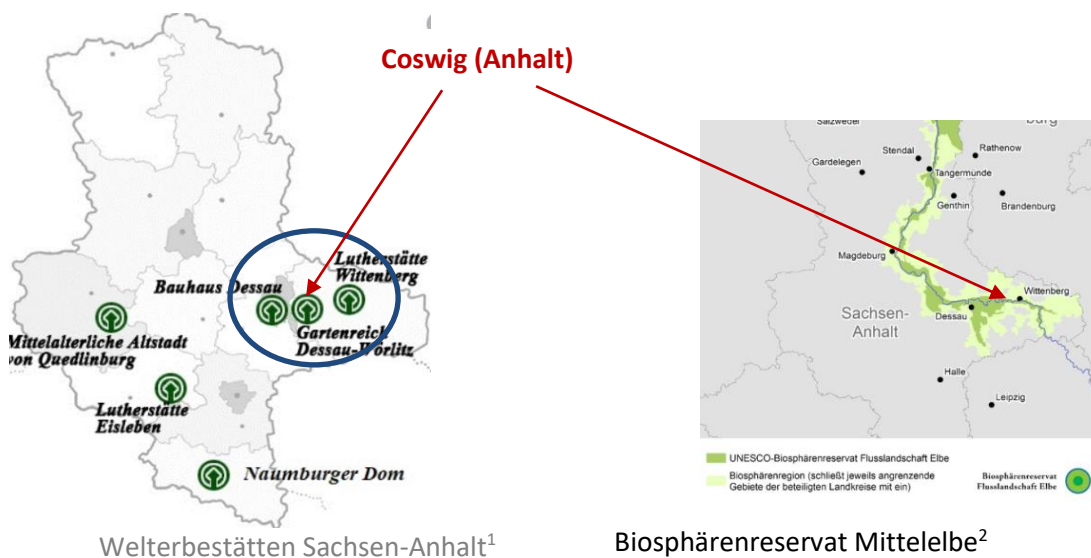 Coswig (Anhalt)
Lutherstätte
Wittenberg
Bauhaus Dessau
Gartenreich
Dessau-Wörlitz
Mittelalterliche Altstadt
von Quedlinburg
Lutherstätte
Eisleben
Naumburger Dom
Welterbestätten Sachsen-Anhalt¹
Salzwedel
burg
Stendal
Rathenow
Gardelegen
Tangermünde
Genthin
Brandenburg
Magdeburg
Wittenberg
Sachsen-
Anhalt
Dessau
Halle
Leipzig
UNESCO-Biosphärenreservat Flusslandschaft Elbe
Biosphärenregion (schließt jeweils angrenzende
Gebiete der beteiligten Landkreise mit ein)
Biosphärenreservat
Flusslandschaft Elbe
Biosphärenreservat Mittelelbe²